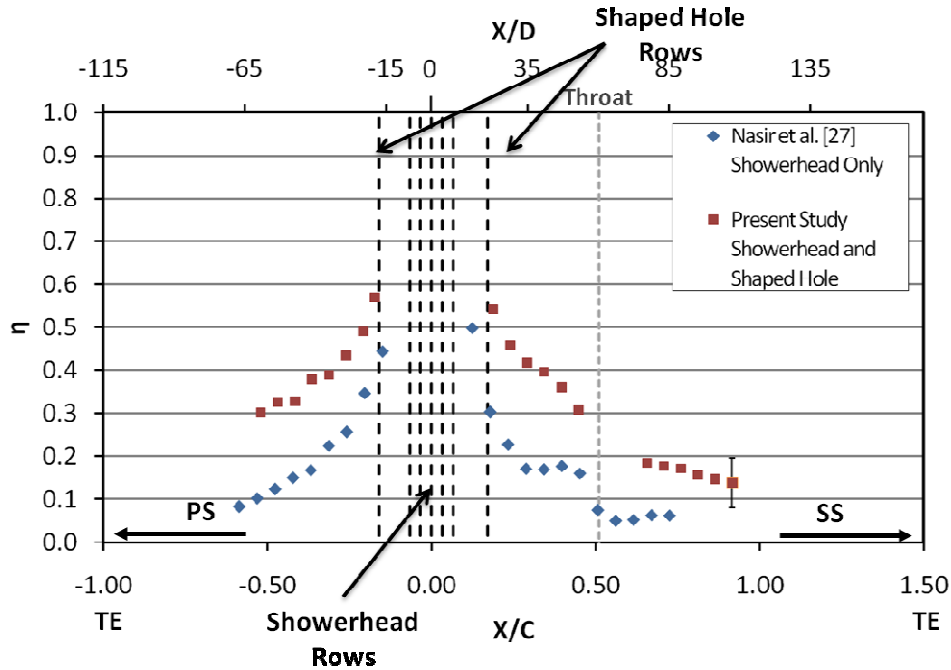 Shaped Hole
Rows
X/D
-115 -65 -15 0 35 85 135
Throat
1.0
0.9
0.8
0.7
0.6
0.5
0.4
0.3
0.2
0.1
0.0
η
Nasir et al. [27]
Showerhead Only
Present Study
Showerhead and
Shaped Hole
PS
SS
-1.00 -0.50 0.00 0.50 1.00 1.50
TE
TE
Showerhead
Rows
X/C